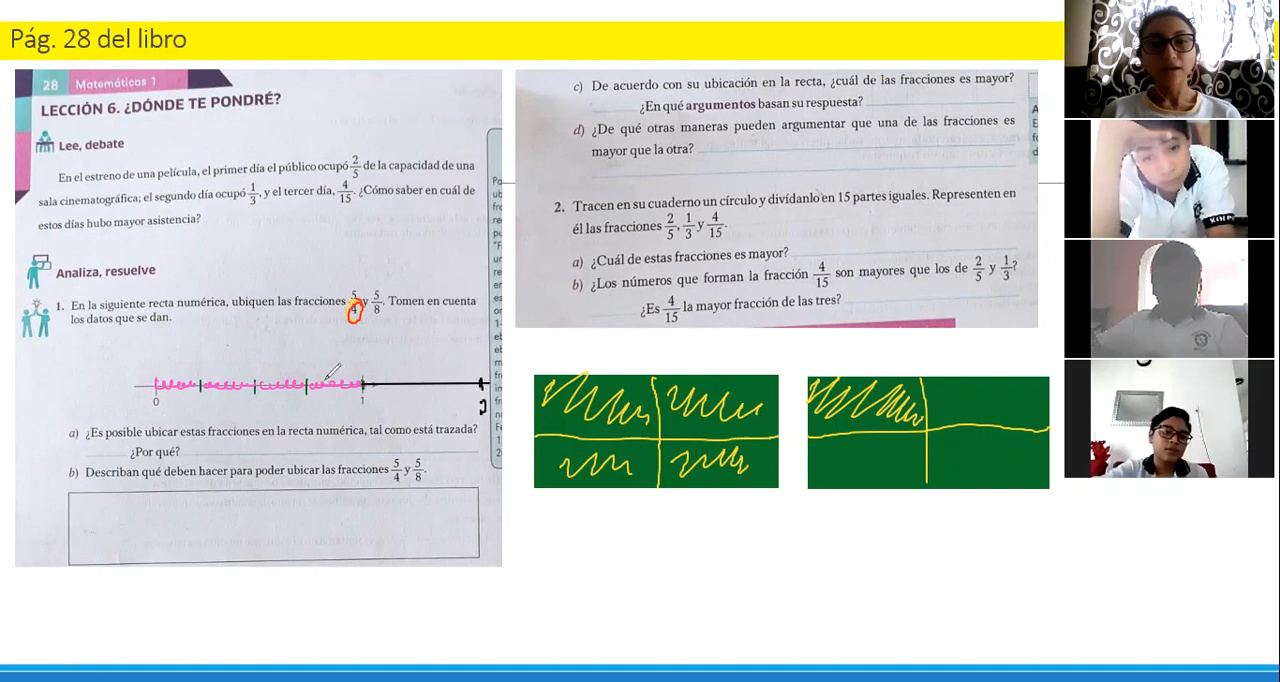 Pág. 28 del libro
28 Matemáticas 1
LECCIÓN 6. ¿DÓNDE TE PONDRÉ?
Lee, debate
En el estreno de una película, el primer día el público ocupó 2/5 de la capacidad de una
sala cinematográfica; el segundo día ocupó 1/3, y el tercer día, 4/15. ¿Cómo saber en cuál de
estos días hubo mayor asistencia?
Analiza, resuelve
1. En la siguiente recta numérica, ubiquen las fracciones 5/4 y 5/8. Tomen en cuenta
los datos que se dan.
0 1 2
a) ¿Es posible ubicar estas fracciones en la recta numérica, tal como está trazada?
¿Por qué?
b) Describan qué deben hacer para poder ubicar las fracciones 5/4 y 5/8.
c) De acuerdo con su ubicación en la recta, ¿cuál de las fracciones es mayor?
¿En qué argumentos basan su respuesta?
d) ¿De qué otras maneras pueden argumentar que una de las fracciones es
mayor que la otra?
2. Tracen en su cuaderno un círculo y divídanlo en 15 partes iguales. Representen en
él las fracciones 2/5, 1/3 y 4/15.
a) ¿Cuál de estas fracciones es mayor?
b) ¿Los números que forman la fracción 4/15 son mayores que los de 2/5 y 1/3?
¿Es 4/15 la mayor fracción de las tres?